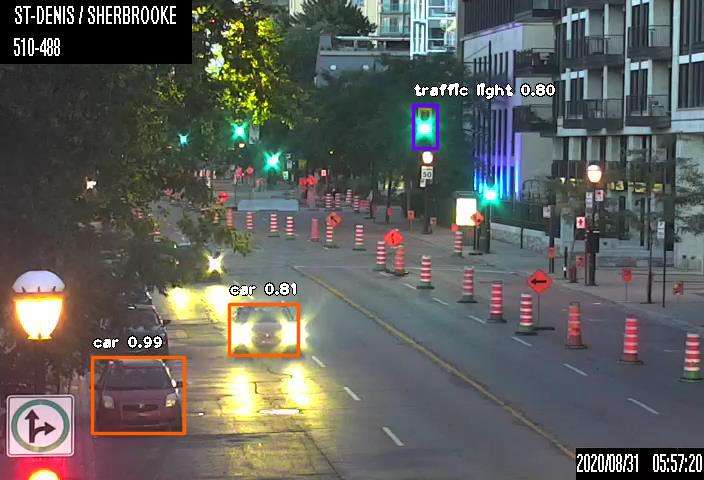 ST-DENIS / SHERBROOKE
510-488
traffic light 0.80
50
car 0.81
car 0.99
2020/08/31 05:57:20